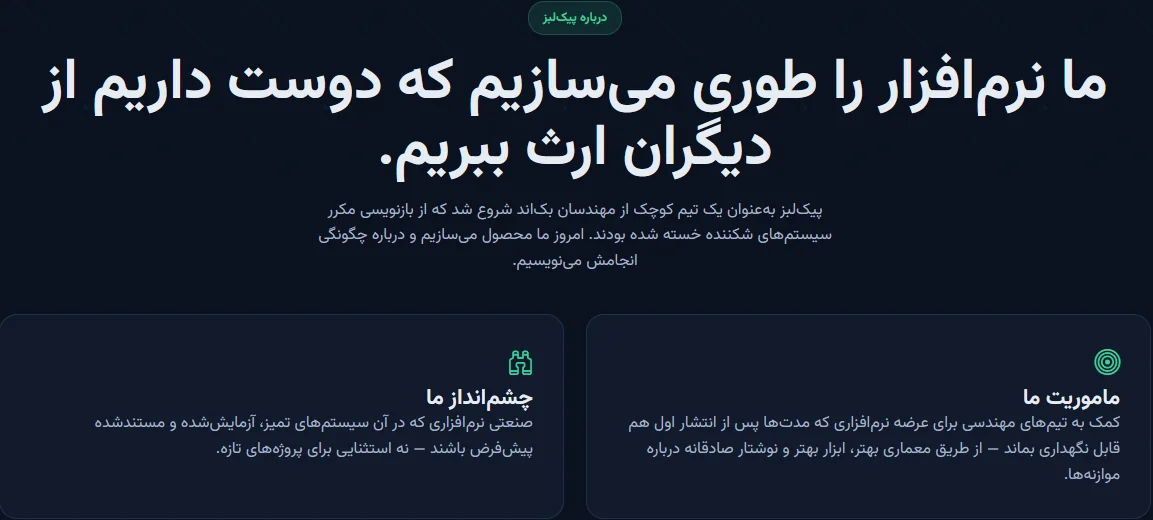 درباره پیک‌لبز
ما نرم‌افزار را طوری می‌سازیم که دوست داریم از
دیگران ارث ببریم.
پیک‌لبز به‌عنوان یک تیم کوچک از مهندسان بک‌اند شروع شد که از بازنویسی مکرر
سیستم‌های شکننده خسته شده بودند. امروز ما محصول می‌سازیم و درباره چگونگی
انجامش می‌نویسیم.
ماموریت ما
کمک به تیم‌های مهندسی برای عرضه نرم‌افزاری که مدت‌ها پس از انتشار اول هم
قابل نگهداری بماند — از طریق معماری بهتر، ابزار بهتر و نوشتار صادقانه درباره
موازنه‌ها.
چشم‌انداز ما
صنعتی نرم‌افزاری که در آن سیستم‌های تمیز، آزمایش‌شده و مستندشده
پیش‌فرض باشند — نه استثنایی برای پروژه‌های تازه.